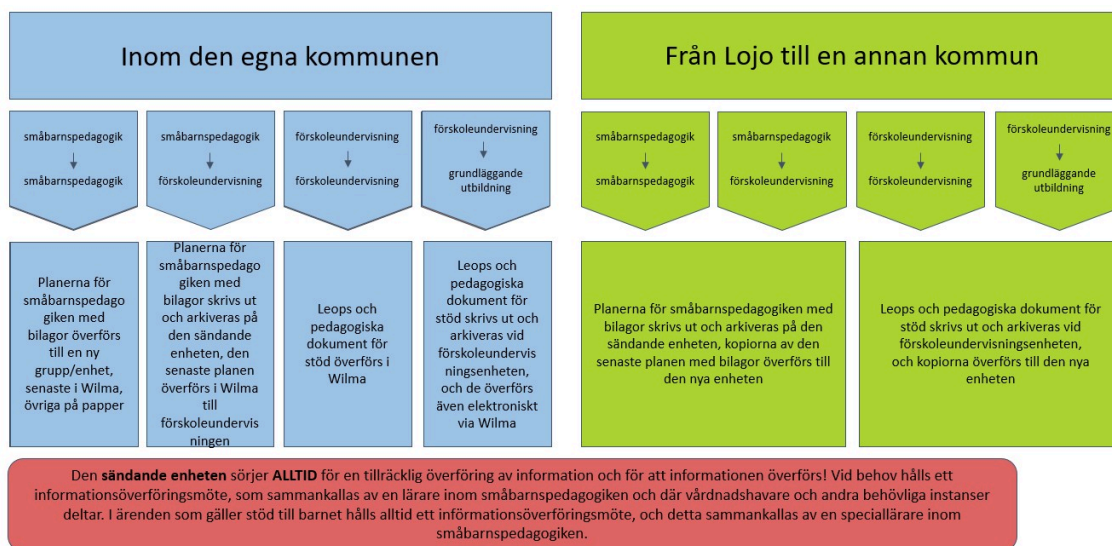 Inom den egna kommunen
småbarnspedagogik
småbarnspedagogik
småbarnspedagogik
förskoleundervisning
förskoleundervisning
förskoleundervisning
förskoleundervisning
grundläggande
utbildning
Planerna för
småbarnspedago
giken med
bilagor överförs
till en ny
grupp/enhet,
senaste i Wilma,
övriga på papper
Planerna för
småbarnspedago
giken med
bilagor skrivs ut
och arkiveras på
den sändande
enheten, den
senaste planen
överförs i Wilma
till
förskoleundervis
ningen
Leops och
pedagogiska
dokument för
stöd överförs i
Wilma
Leops och
pedagogiska
dokument för
stöd skrivs ut och
arkiveras vid
förskoleundervis
ningsenheten,
och de överförs
även elektroniskt
via Wilma
Från Lojo till en annan kommun
småbarnspedagogik
småbarnspedagogik
småbarnspedagogik
förskoleundervisning
förskoleundervisning
förskoleundervisning
förskoleundervisning
grundläggande
utbildning
Planerna för småbarnspedagogiken med
bilagor skrivs ut och arkiveras på den
sändande enheten, kopiorna av den
senaste planen med bilagor överförs till
den nya enheten
Leops och pedagogiska dokument för
stöd skrivs ut och arkiveras vid
förskoleundervisningsenheten,
och kopiorna överförs till den nya
enheten
Den sändande enheten sörjer ALLTID för en tillräcklig överföring av information och för att informationen överförs! Vid behov hålls ett
informationsöverföringsmöte, som sammankallas av en lärare inom småbarnspedagogiken och där vårdnadshavare och andra behövliga instanser
deltar. I ärenden som gäller stöd till barnet hålls alltid ett informationsöverföringsmöte, och detta sammankallas av en speciallärare inom
småbarnspedagogiken.